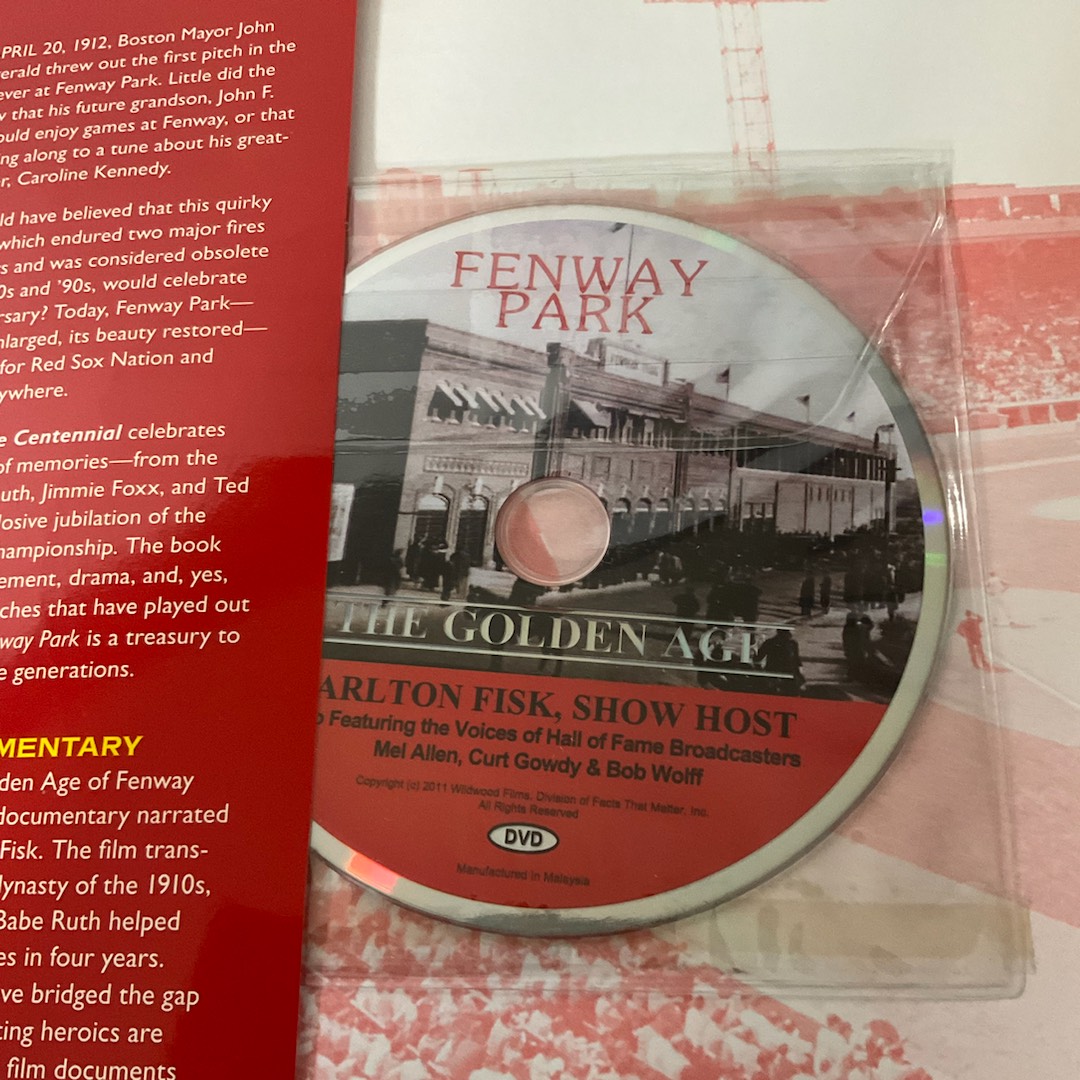 PRIL 20, 1912, Boston Mayor John
erald threw out the first pitch in the
ever at Fenway Park. Little did the
w that his future grandson, John F.
ould enjoy games at Fenway, or that
ng along to a tune about his great-
r, Caroline Kennedy.
ld have believed that this quirky
which endured two major fires
s and was considered obsolete
0s and ’90s, would celebrate
rsary? Today, Fenway Park—
nlarged, its beauty restored—
for Red Sox Nation and
ywhere.
e Centennial celebrates
of memories—from the
uth, Jimmie Foxx, and Ted
losive jubilation of the
hampionship. The book
ement, drama, and, yes,
ches that have played out
nway Park is a treasury to
e generations.
MENTARY
den Age of Fenway
documentary narrated
Fisk. The film trans-
dynasty of the 1910s,
Babe Ruth helped
es in four years.
ve bridged the gap
ting heroics are
film documents
FENWAY
PARK
FENWAY PARK
THE GOLDEN AGE
ARLTON FISK, SHOW HOST
o Featuring the Voices of Hall of Fame Broadcasters
Mel Allen, Curt Gowdy & Bob Wolff
Copyright (c) 2011 Wildwood Films, Division of Facts That Matter, Inc.
All Rights Reserved
DVD
Manufactured in Malaysia